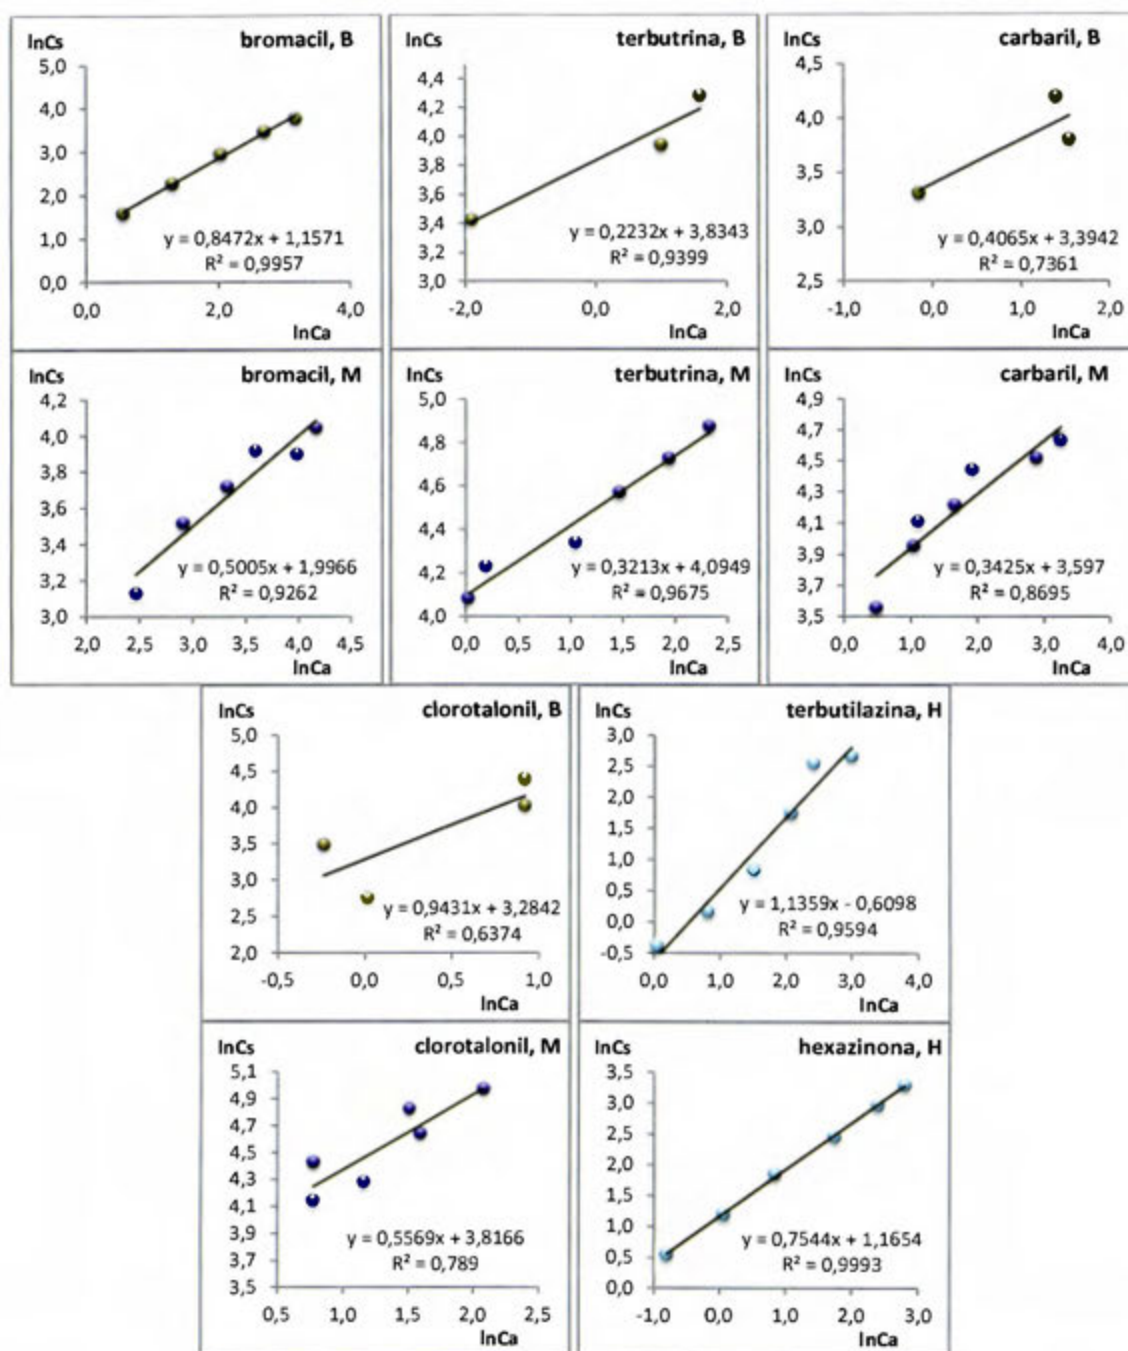 lnCs bromacil, B
5,0
4,0
3,0
2,0
1,0
0,0
y = 0,8472x + 1,1571
R² = 0,9957
0,0 2,0 4,0
lnCa
lnCs terbutrina, B
4,4
4,2
4,0
3,8
3,6
3,4
3,2
3,0
y = 0,2232x + 3,8343
R² = 0,9399
-2,0 0,0 2,0
lnCa
lnCs carbaril, B
4,5
4,0
3,5
3,0
2,5
y = 0,4065x + 3,3942
R² = 0,7361
-1,0 0,0 1,0 2,0
lnCa
lnCs bromacil, M
4,2
4,0
3,8
3,6
3,4
3,2
3,0
y = 0,5005x + 1,9966
R² = 0,9262
2,0 2,5 3,0 3,5 4,0 4,5
lnCa
lnCs terbutrina, M
5,0
4,8
4,6
4,4
4,2
4,0
y = 0,3213x + 4,0949
R² = 0,9675
0,0 0,5 1,0 1,5 2,0 2,5
lnCa
lnCs carbaril, M
4,9
4,7
4,5
4,3
4,1
3,9
3,7
3,5
y = 0,3425x + 3,597
R² = 0,8695
0,0 1,0 2,0 3,0 4,0
lnCa
lnCs clorotalonil, B
5,0
4,5
4,0
3,5
3,0
2,5
2,0
y = 0,9431x + 3,2842
R² = 0,6374
-0,5 0,0 0,5 1,0
lnCa
lnCs terbutilazina, H
3,0
2,5
2,0
1,5
1,0
0,5
0,0
-0,5
y = 1,1359x - 0,6098
R² = 0,9594
0,0 1,0 2,0 3,0 4,0
lnCa
lnCs clorotalonil, M
5,1
4,9
4,7
4,5
4,3
4,1
3,9
3,7
3,5
y = 0,5569x + 3,8166
R² = 0,789
0,5 1,0 1,5 2,0 2,5
lnCa
lnCs hexazinona, H
3,5
3,0
2,5
2,0
1,5
1,0
0,5
0,0
y = 0,7544x + 1,1654
R² = 0,9993
-1,0 0,0 1,0 2,0 3,0
lnCa